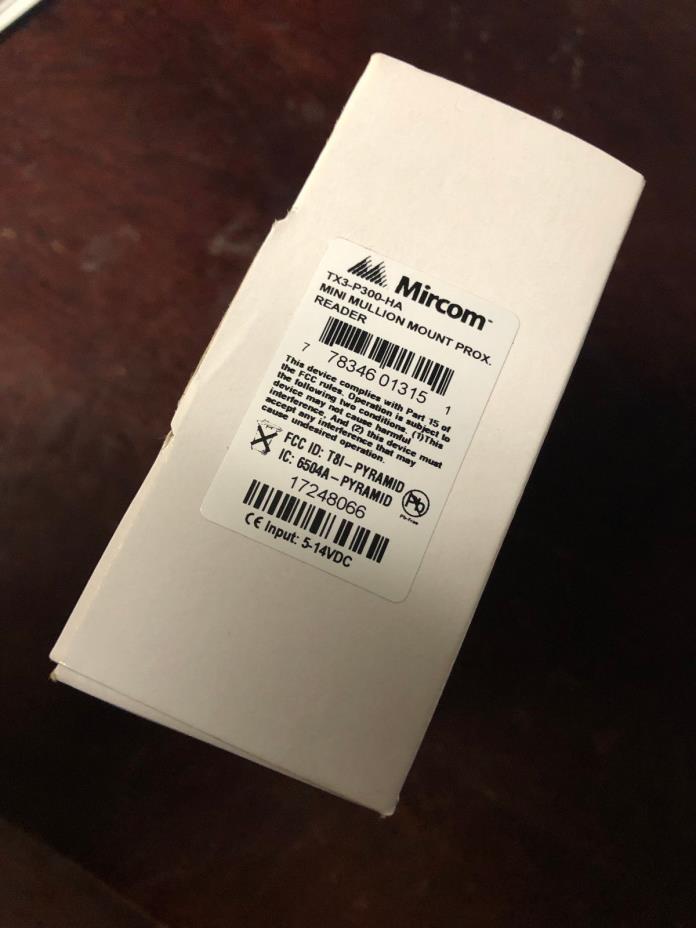 Mircom
TX3-P300-HA
MINI MULLION MOUNT PROX.
READER
7 78346 01315 1
This device complies with Part 15 of
the FCC rules. Operation is subject to
the following two conditions. (1)This
device may not cause harmful
interference. And (2) this device must
accept any interference that may
cause undesired operation.
FCC ID: T8I-PYRAMID
IC: 6504A-PYRAMID
Pb
Pb-Free
17248066
CE Input: 5-14VDC